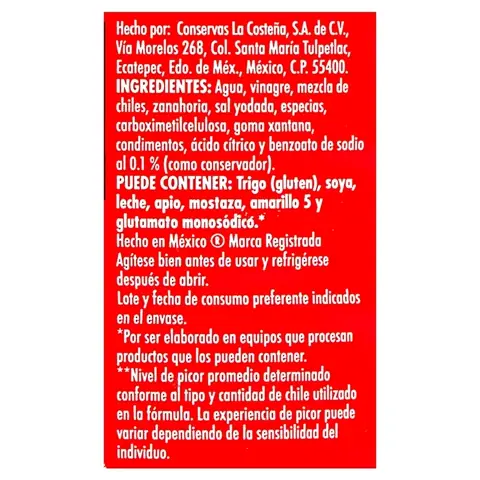 Hecho por: Conservas La Costeña, S.A. de C.V.,
Vía Morelos 268, Col. Santa María Tulpetlac,
Ecatepec, Edo. de Méx., México, C.P. 55400.
INGREDIENTES: Agua, vinagre, mezcla de
chiles, zanahoria, sal yodada, especias,
carboximetilcelulosa, goma xantana,
condimentos, ácido cítrico y benzoato de sodio
al 0.1 % (como conservador).
PUEDE CONTENER: Trigo (gluten), soya,
leche, apio, mostaza, amarillo 5 y
glutamato monosódico.*
Hecho en México ® Marca Registrada
Agítese bien antes de usar y refrigérese
después de abrir.
Lote y fecha de consumo preferente indicados
en el envase.
*Por ser elaborado en equipos que procesan
productos que los pueden contener.
**Nivel de picor promedio determinado
conforme al tipo y cantidad de chile utilizado
en la fórmula. La experiencia de picor puede
variar dependiendo de la sensibilidad del
individuo.